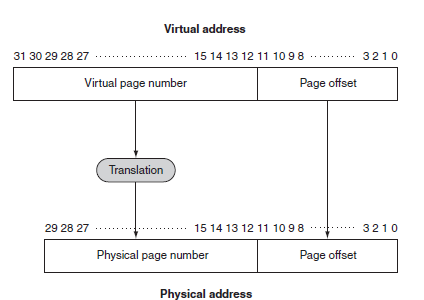 Virtual address
31 30 29 28 27 ···················· 15 14 13 12 11 10 9 8 ·········· 3 2 1 0
Virtual page number Page offset
Translation
29 28 27 ···················· 15 14 13 12 11 10 9 8 ·········· 3 2 1 0
Physical page number Page offset
Physical address